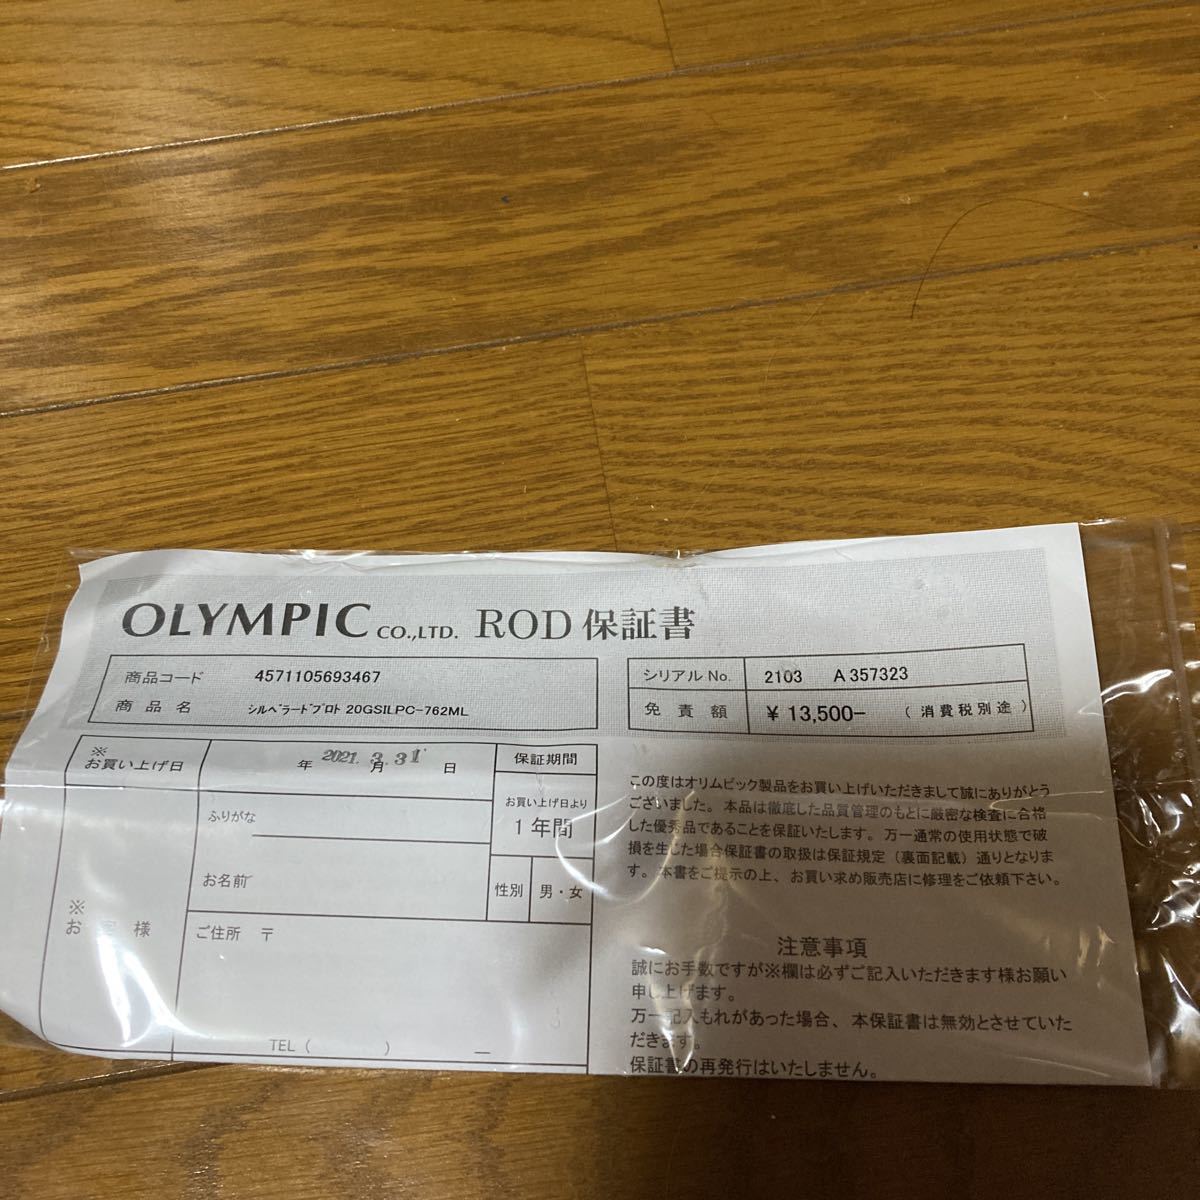 OLYMPIC CO.,LTD. ROD 保証書
商品コード 4571105693467
商品名 シルベラードプロト 20GSILPC-762ML
シリアル No. 2103 A 357323
免責額 ¥ 13,500- (消費税別途)
※
お買い上げ日
2021. 3. 31
年 月 日
保証期間
お買い上げ日より
1年間
ふりがな
お名前
性別 男・女
※
お 様
ご住所 〒
TEL ( ) —
この度はオリムピック製品をお買い上げいただきまして誠にありがとう
ございました。本品は徹底した品質管理のもとに厳密な検査に合格
した優秀品であることを保証いたします。万一通常の使用状態で破
損を生じた場合保証書の取扱は保証規定(裏面記載)通りとなりま
す。本書をご提示の上、お買い求め販売店に修理をご依頼下さい。
注意事項
誠にお手数ですが※欄は必ずご記入いただきます様お願い
申し上げます。
万一記入もれがあった場合、本保証書は無効とさせていた
だきます。
保証書の再発行はいたしません。